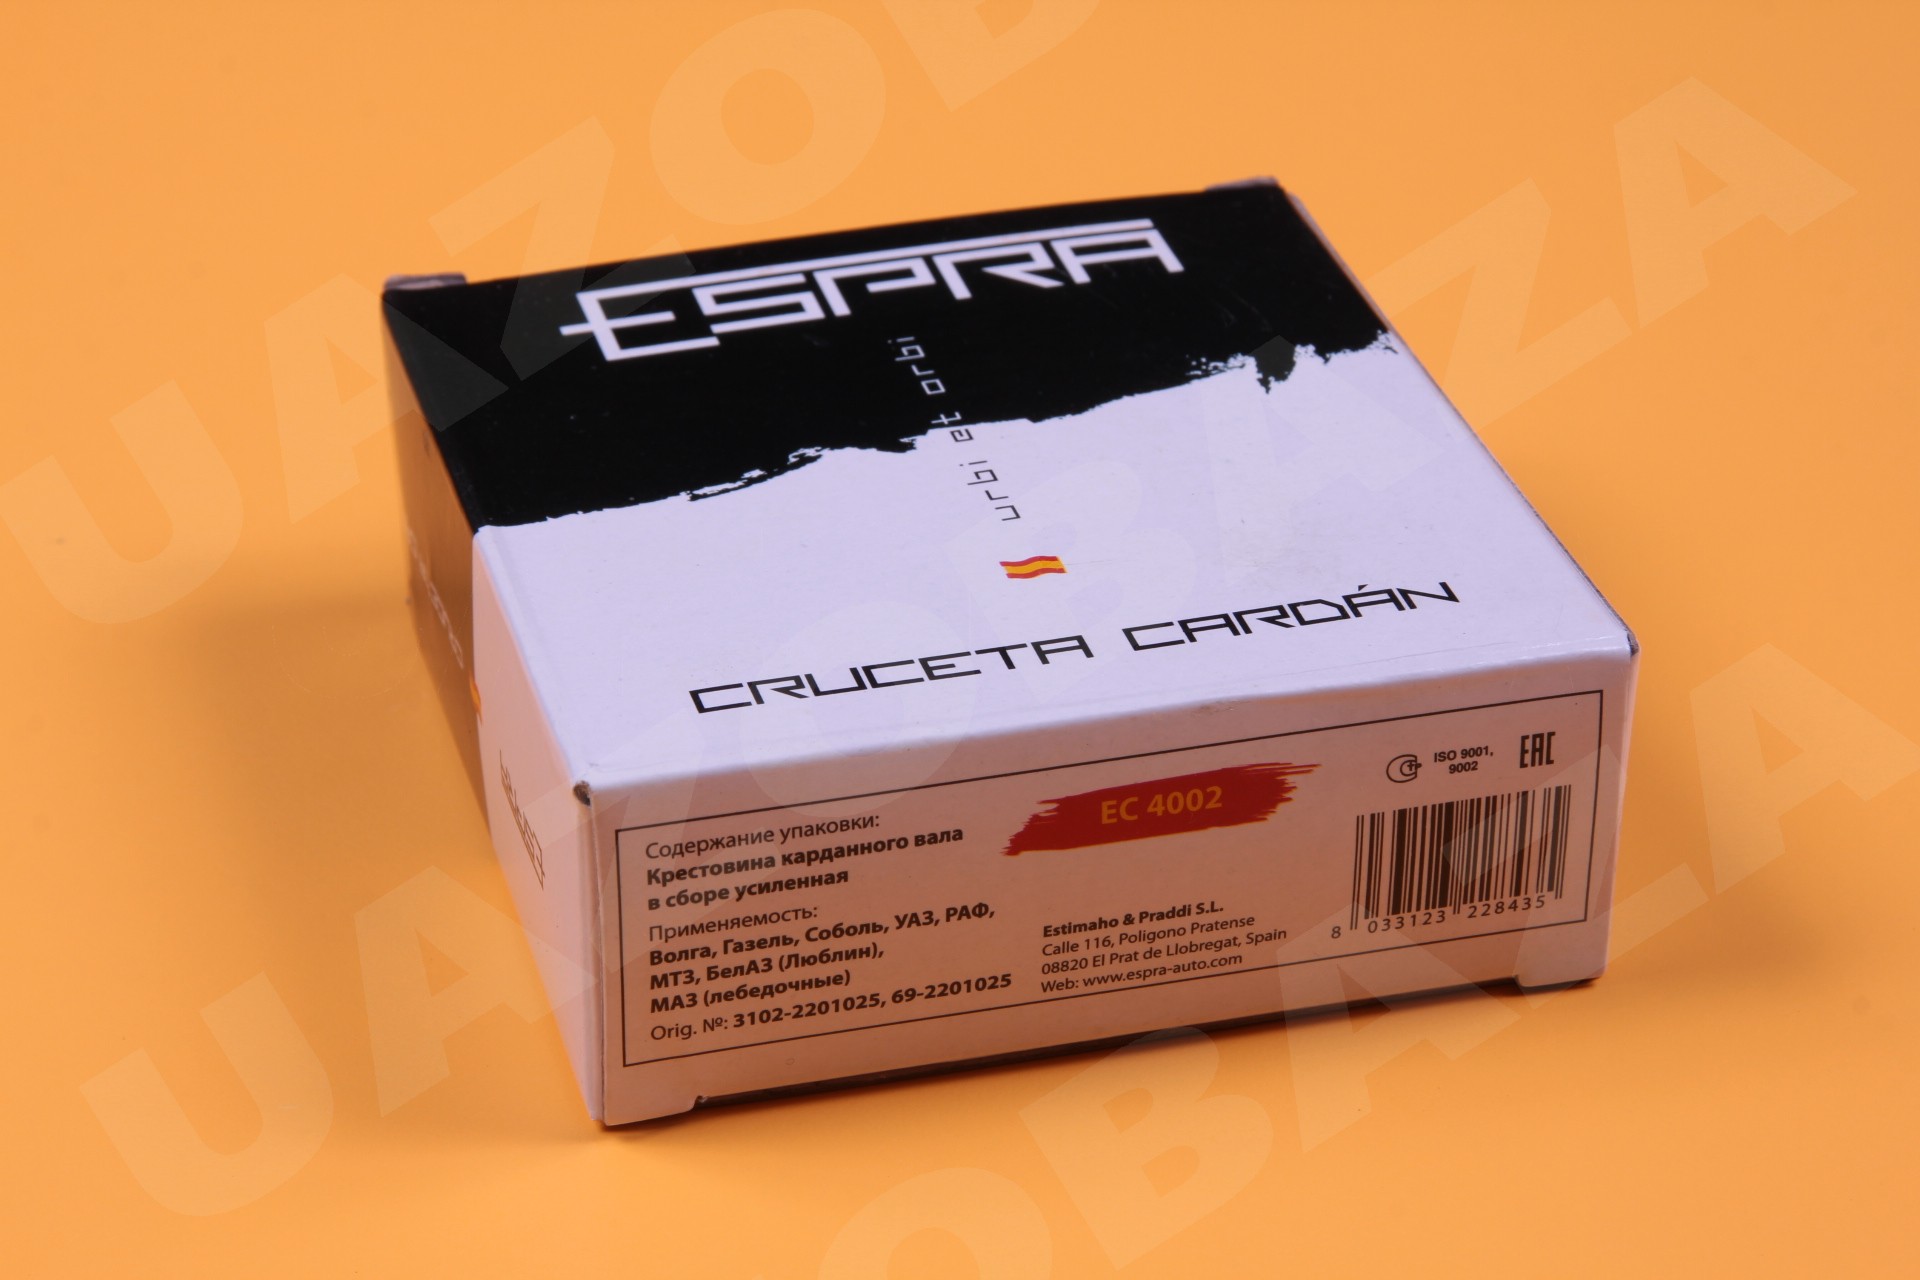 ESPRA
urbi et orbi
CRUCETA CARDÁN
Содержание упаковки:
Крестовина карданного вала
в сборе усиленная
Применяемость:
Волга, Газель, Соболь, УАЗ, РАФ,
МТЗ, БелАЗ (Люблин),
МАЗ (лебедочные)
Orig. №: 3102-2201025, 69-2201025
EC 4002
Estimaho & Praddi S.L.
Calle 116, Poligono Pratense
08820 El Prat de Llobregat, Spain
Web: www.espra-auto.com
ISO 9001,
9002
EAC
8 033123 228435
UAZOBAZA
UAZOBAZA
UAZOBAZA